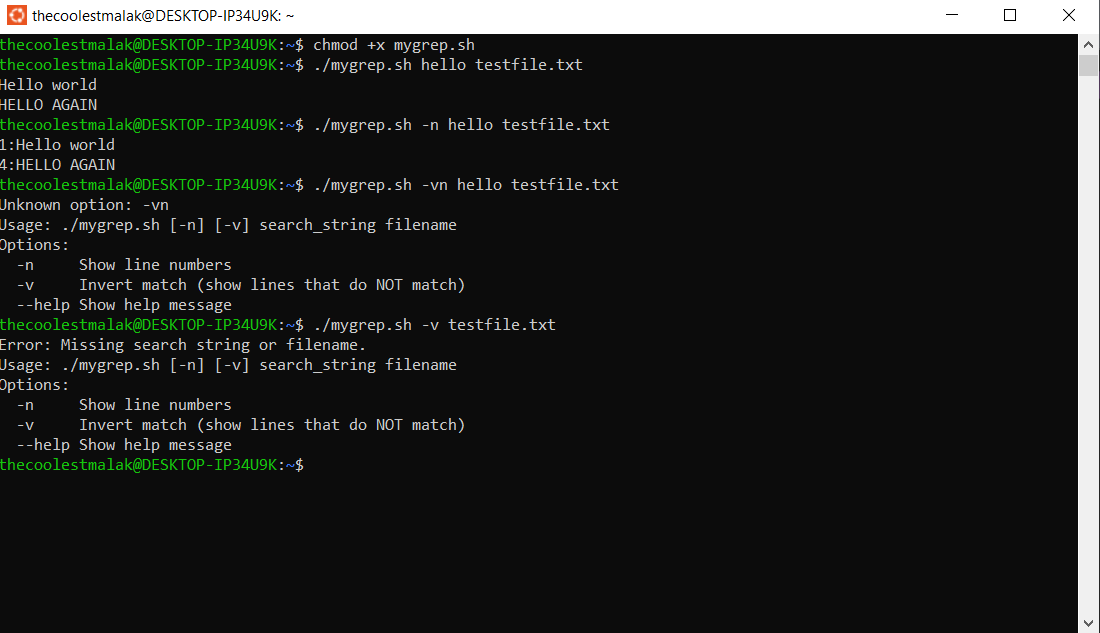 thecoolestmalak@DESKTOP-IP34U9K: ~
thecoolestmalak@DESKTOP-IP34U9K:~$ chmod +x mygrep.sh
thecoolestmalak@DESKTOP-IP34U9K:~$ ./mygrep.sh hello testfile.txt
Hello world
HELLO AGAIN
thecoolestmalak@DESKTOP-IP34U9K:~$ ./mygrep.sh -n hello testfile.txt
1:Hello world
4:HELLO AGAIN
thecoolestmalak@DESKTOP-IP34U9K:~$ ./mygrep.sh -vn hello testfile.txt
Unknown option: -vn
Usage: ./mygrep.sh [-n] [-v] search_string filename
Options:
  -n     Show line numbers
  -v     Invert match (show lines that do NOT match)
  --help Show help message
thecoolestmalak@DESKTOP-IP34U9K:~$ ./mygrep.sh -v testfile.txt
Error: Missing search string or filename.
Usage: ./mygrep.sh [-n] [-v] search_string filename
Options:
  -n     Show line numbers
  -v     Invert match (show lines that do NOT match)
  --help Show help message
thecoolestmalak@DESKTOP-IP34U9K:~$